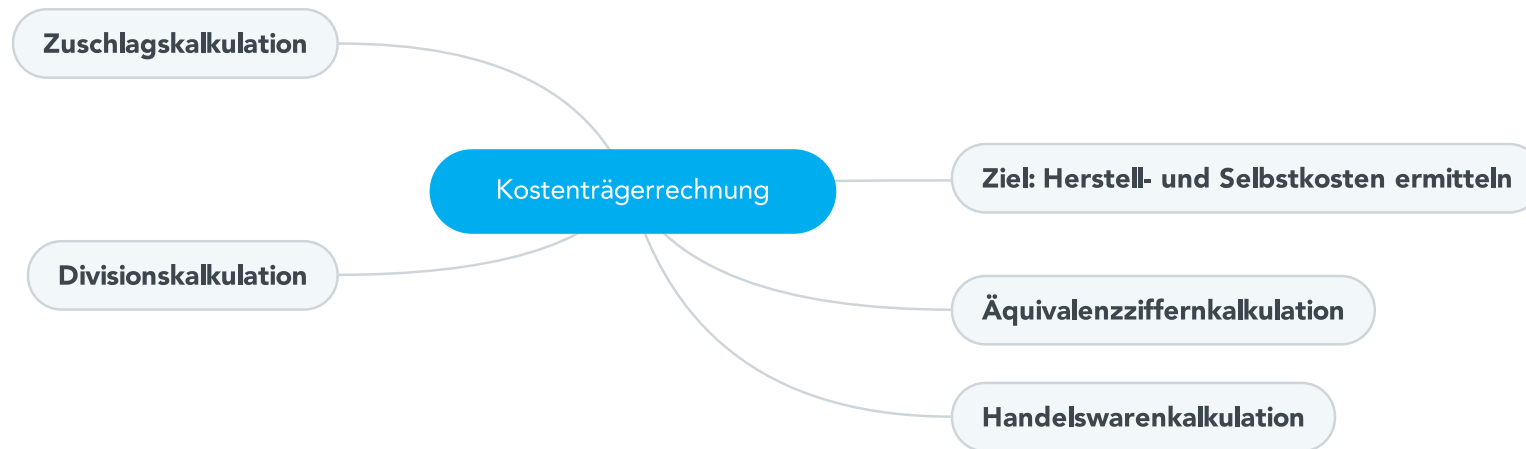 Zuschlagskalkulation
Kostenträgerrechnung
Ziel: Herstell- und Selbstkosten ermitteln
Divisionskalkulation
Äquivalenzziffernkalkulation
Handelswarenkalkulation